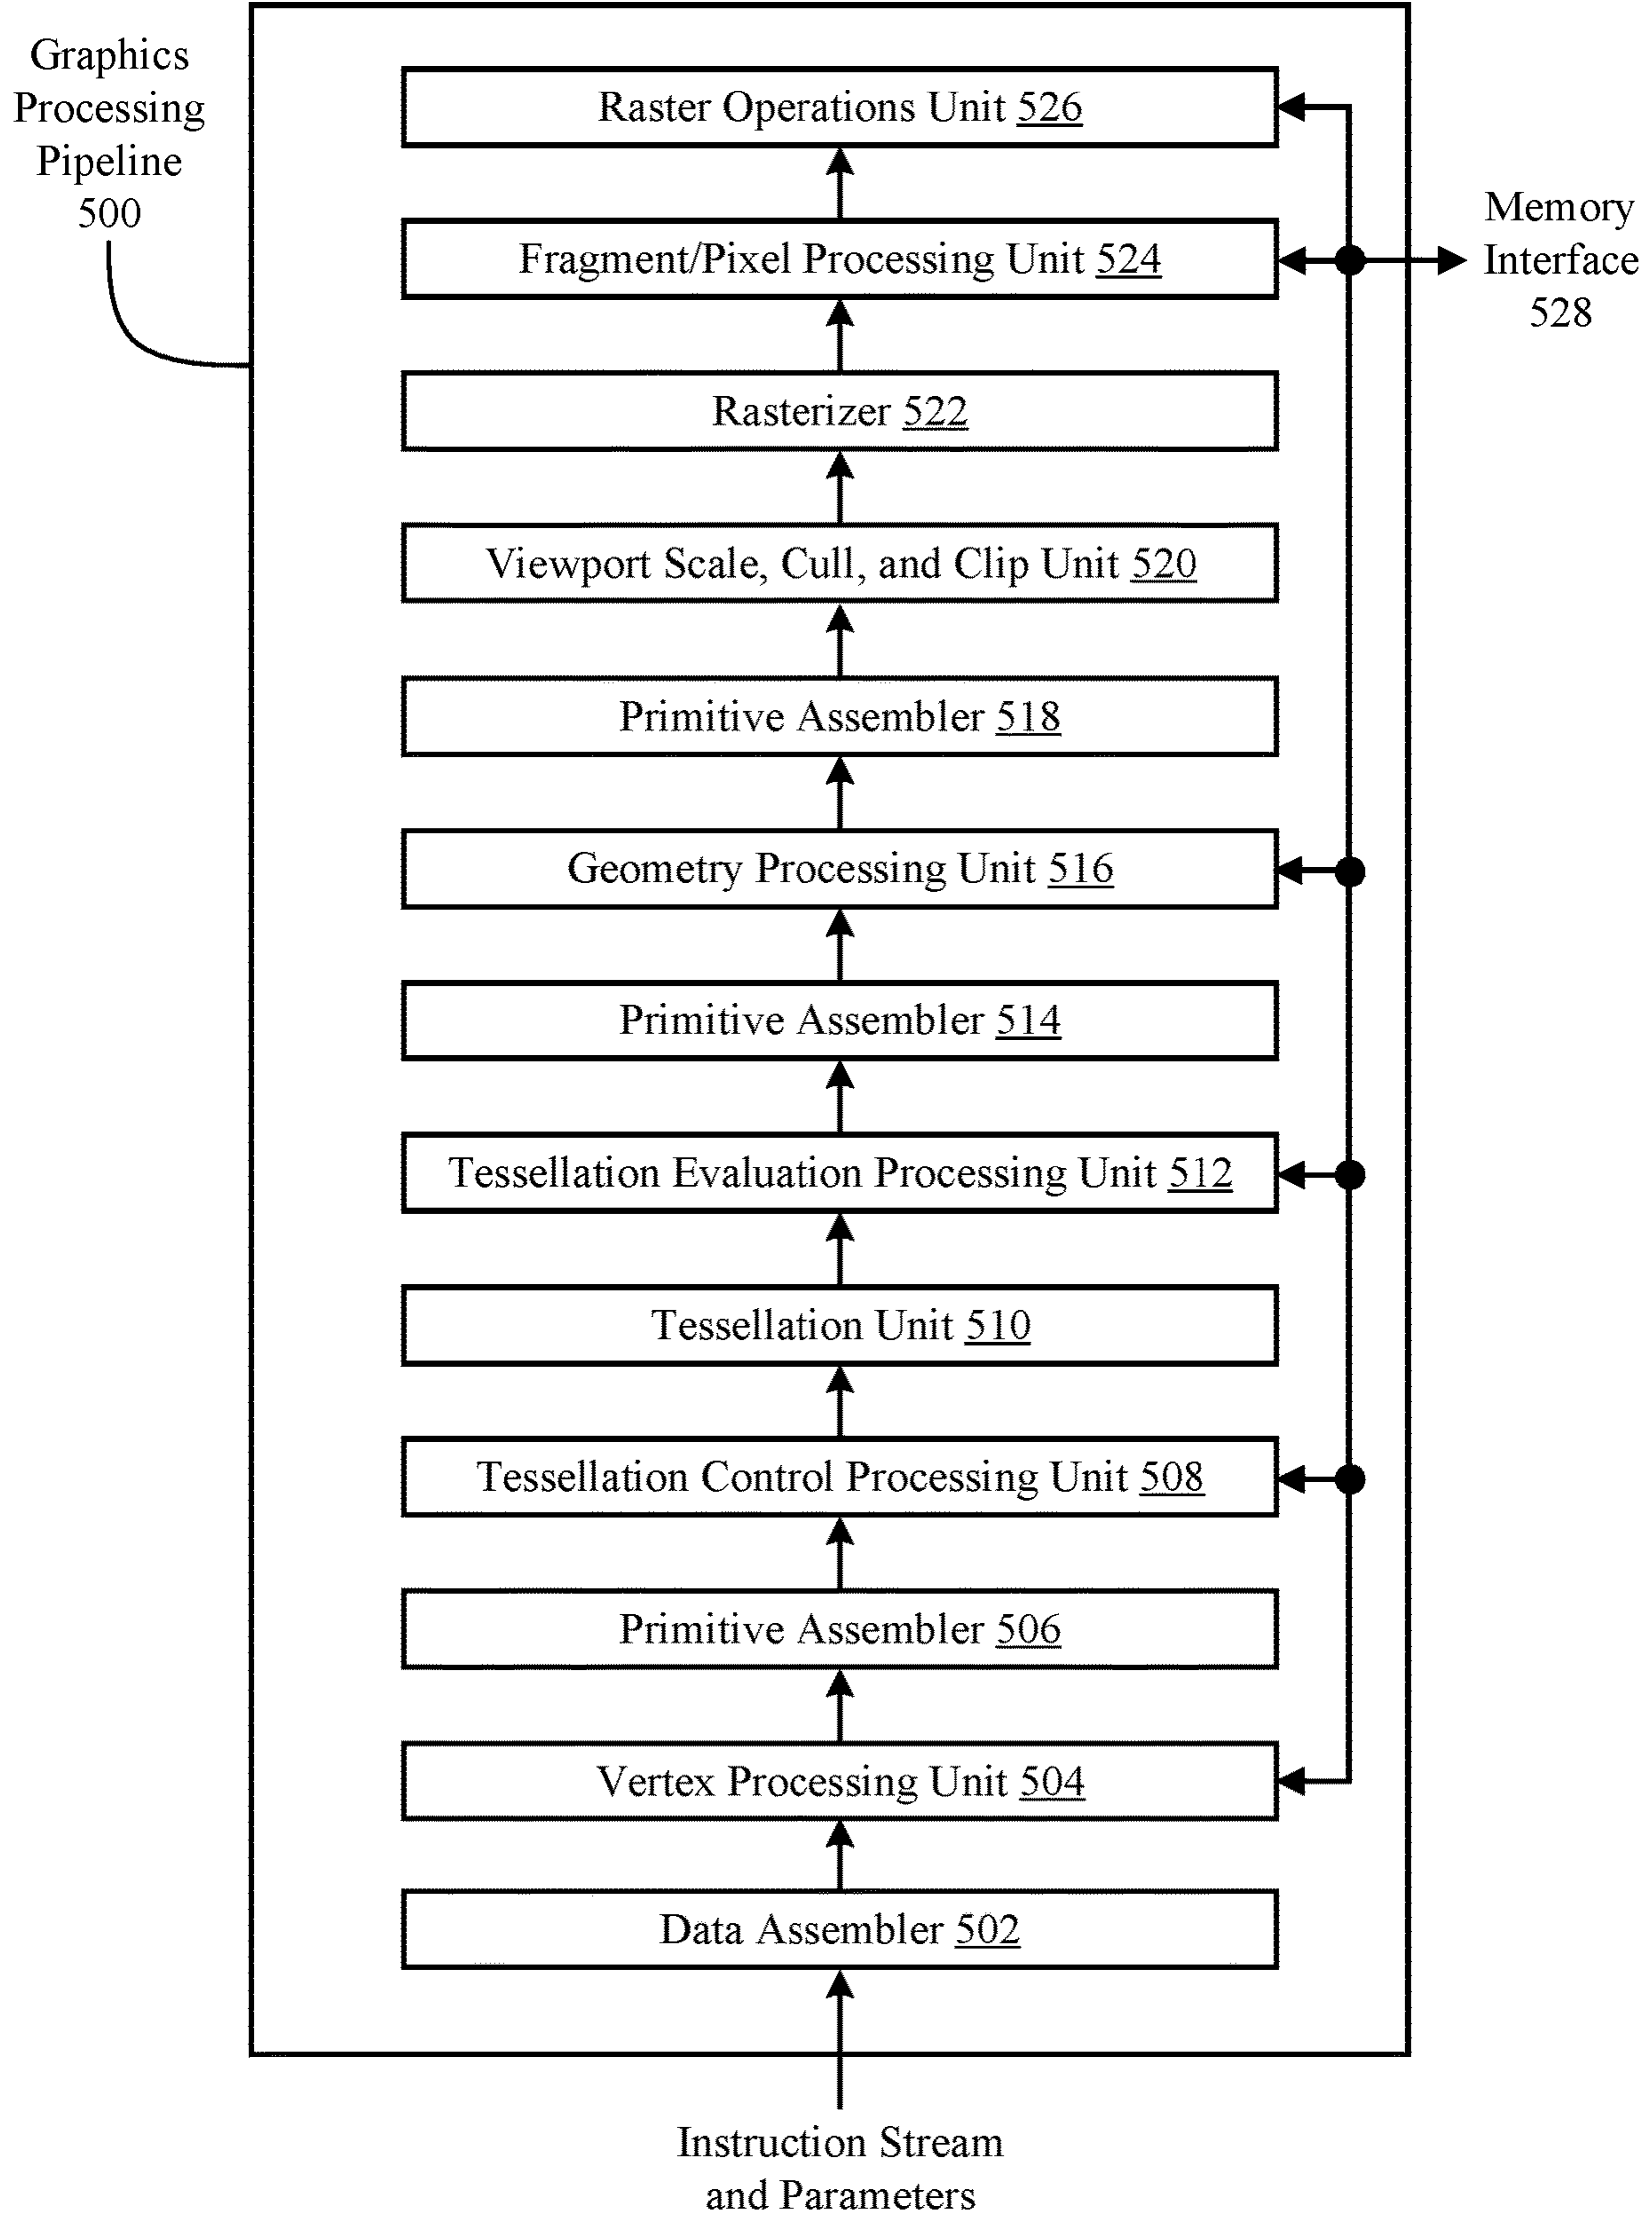 Graphics
Processing
Pipeline
500
Raster Operations Unit 526
Fragment/Pixel Processing Unit 524
Memory
Interface
528
Rasterizer 522
Viewport Scale, Cull, and Clip Unit 520
Primitive Assembler 518
Geometry Processing Unit 516
Primitive Assembler 514
Tessellation Evaluation Processing Unit 512
Tessellation Unit 510
Tessellation Control Processing Unit 508
Primitive Assembler 506
Vertex Processing Unit 504
Data Assembler 502
Instruction Stream
and Parameters